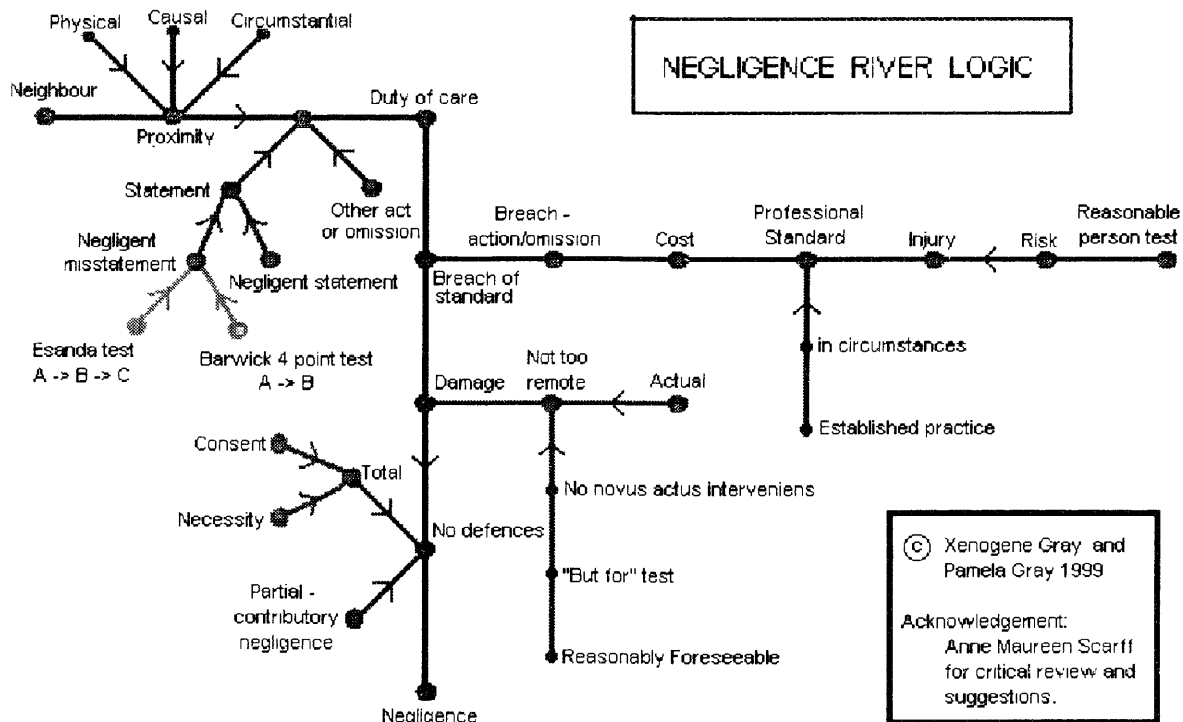 Physical
Causal
Circumstantial
NEGLIGENCE RIVER LOGIC
Neighbour
Proximity
Duty of care
Statement
Other act
or omission
Negligent
misstatement
Negligent statement
Esanda test
A -> B -> C
Barwick 4 point test
A -> B
Breach -
action/omission
Cost
Professional
Standard
Injury
Risk
Reasonable
person test
Breach of
standard
in circumstances
Established practice
Damage
Not too
remote
Actual
No novus actus interveniens
"But for" test
Reasonably Foreseeable
Consent
Total
Necessity
No defences
Partial -
contributory
negligence
Negligence
© Xenogene Gray and
Pamela Gray 1999
Acknowledgement:
Anne Maureen Scarff
for critical review and
suggestions.